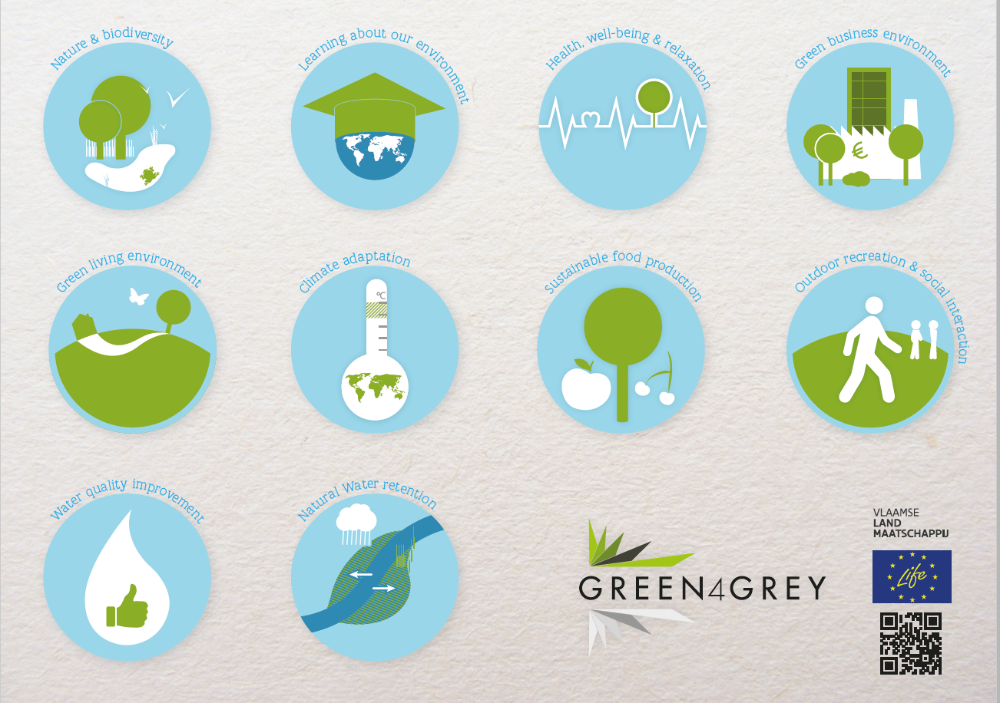 Nature & biodiversity
Learning about our environment
Health, well-being & relaxation
Green business environment
€
Green living environment
Climate adaptation
°C
Sustainable food production
Outdoor recreation & social interaction
Water quality improvement
Natural Water retention
GREEN4GREY
VLAAMSE
LAND
MAATSCHAPPIJ
Life